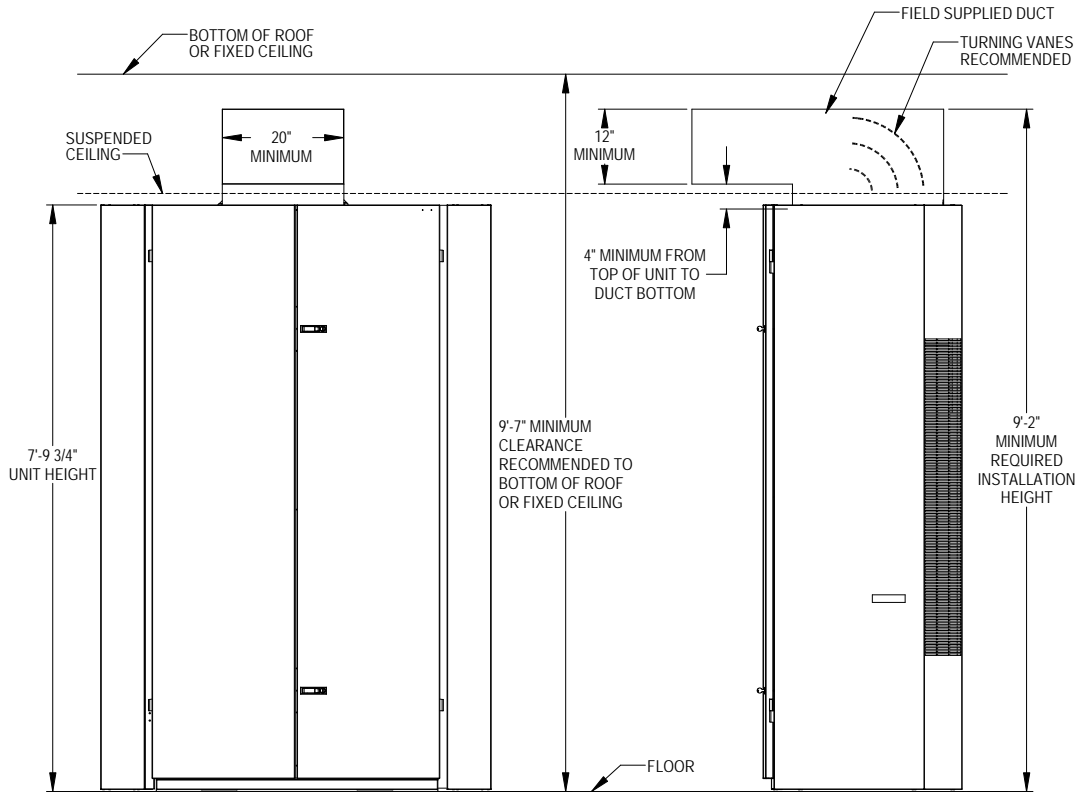 BOTTOM OF ROOF
OR FIXED CEILING
FIELD SUPPLIED DUCT
TURNING VANES
RECOMMENDED
SUSPENDED
CEILING
20"
MINIMUM
12"
MINIMUM
4" MINIMUM FROM
TOP OF UNIT TO
DUCT BOTTOM
7'-9 3/4"
UNIT HEIGHT
9'-7" MINIMUM
CLEARANCE
RECOMMENDED TO
BOTTOM OF ROOF
OR FIXED CEILING
9'-2"
MINIMUM
REQUIRED
INSTALLATION
HEIGHT
FLOOR